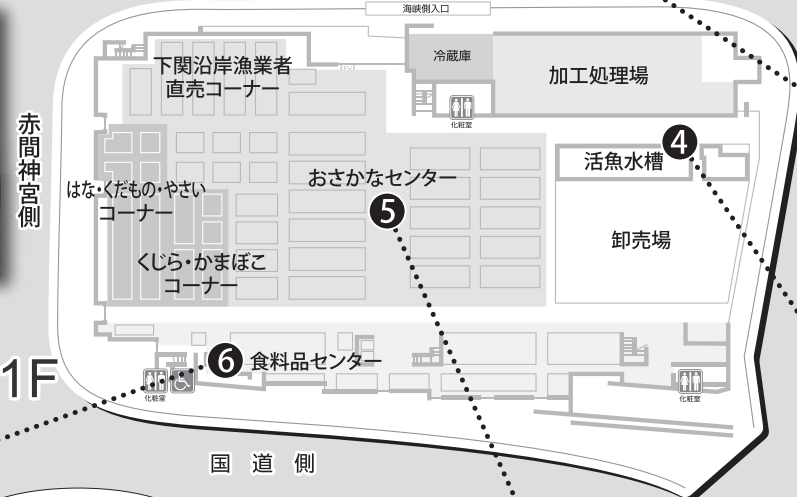 海峡側入口
下関沿岸漁業者
直売コーナー
冷蔵庫
加工処理場
EV
化粧室
赤間神宮側
④
活魚水槽
はな・くだもの・やさい
コーナー
おさかなセンター
⑤
卸売場
くじら・かまぼこ
コーナー
1F
⑥ 食料品センター
化粧室
化粧室
国道側